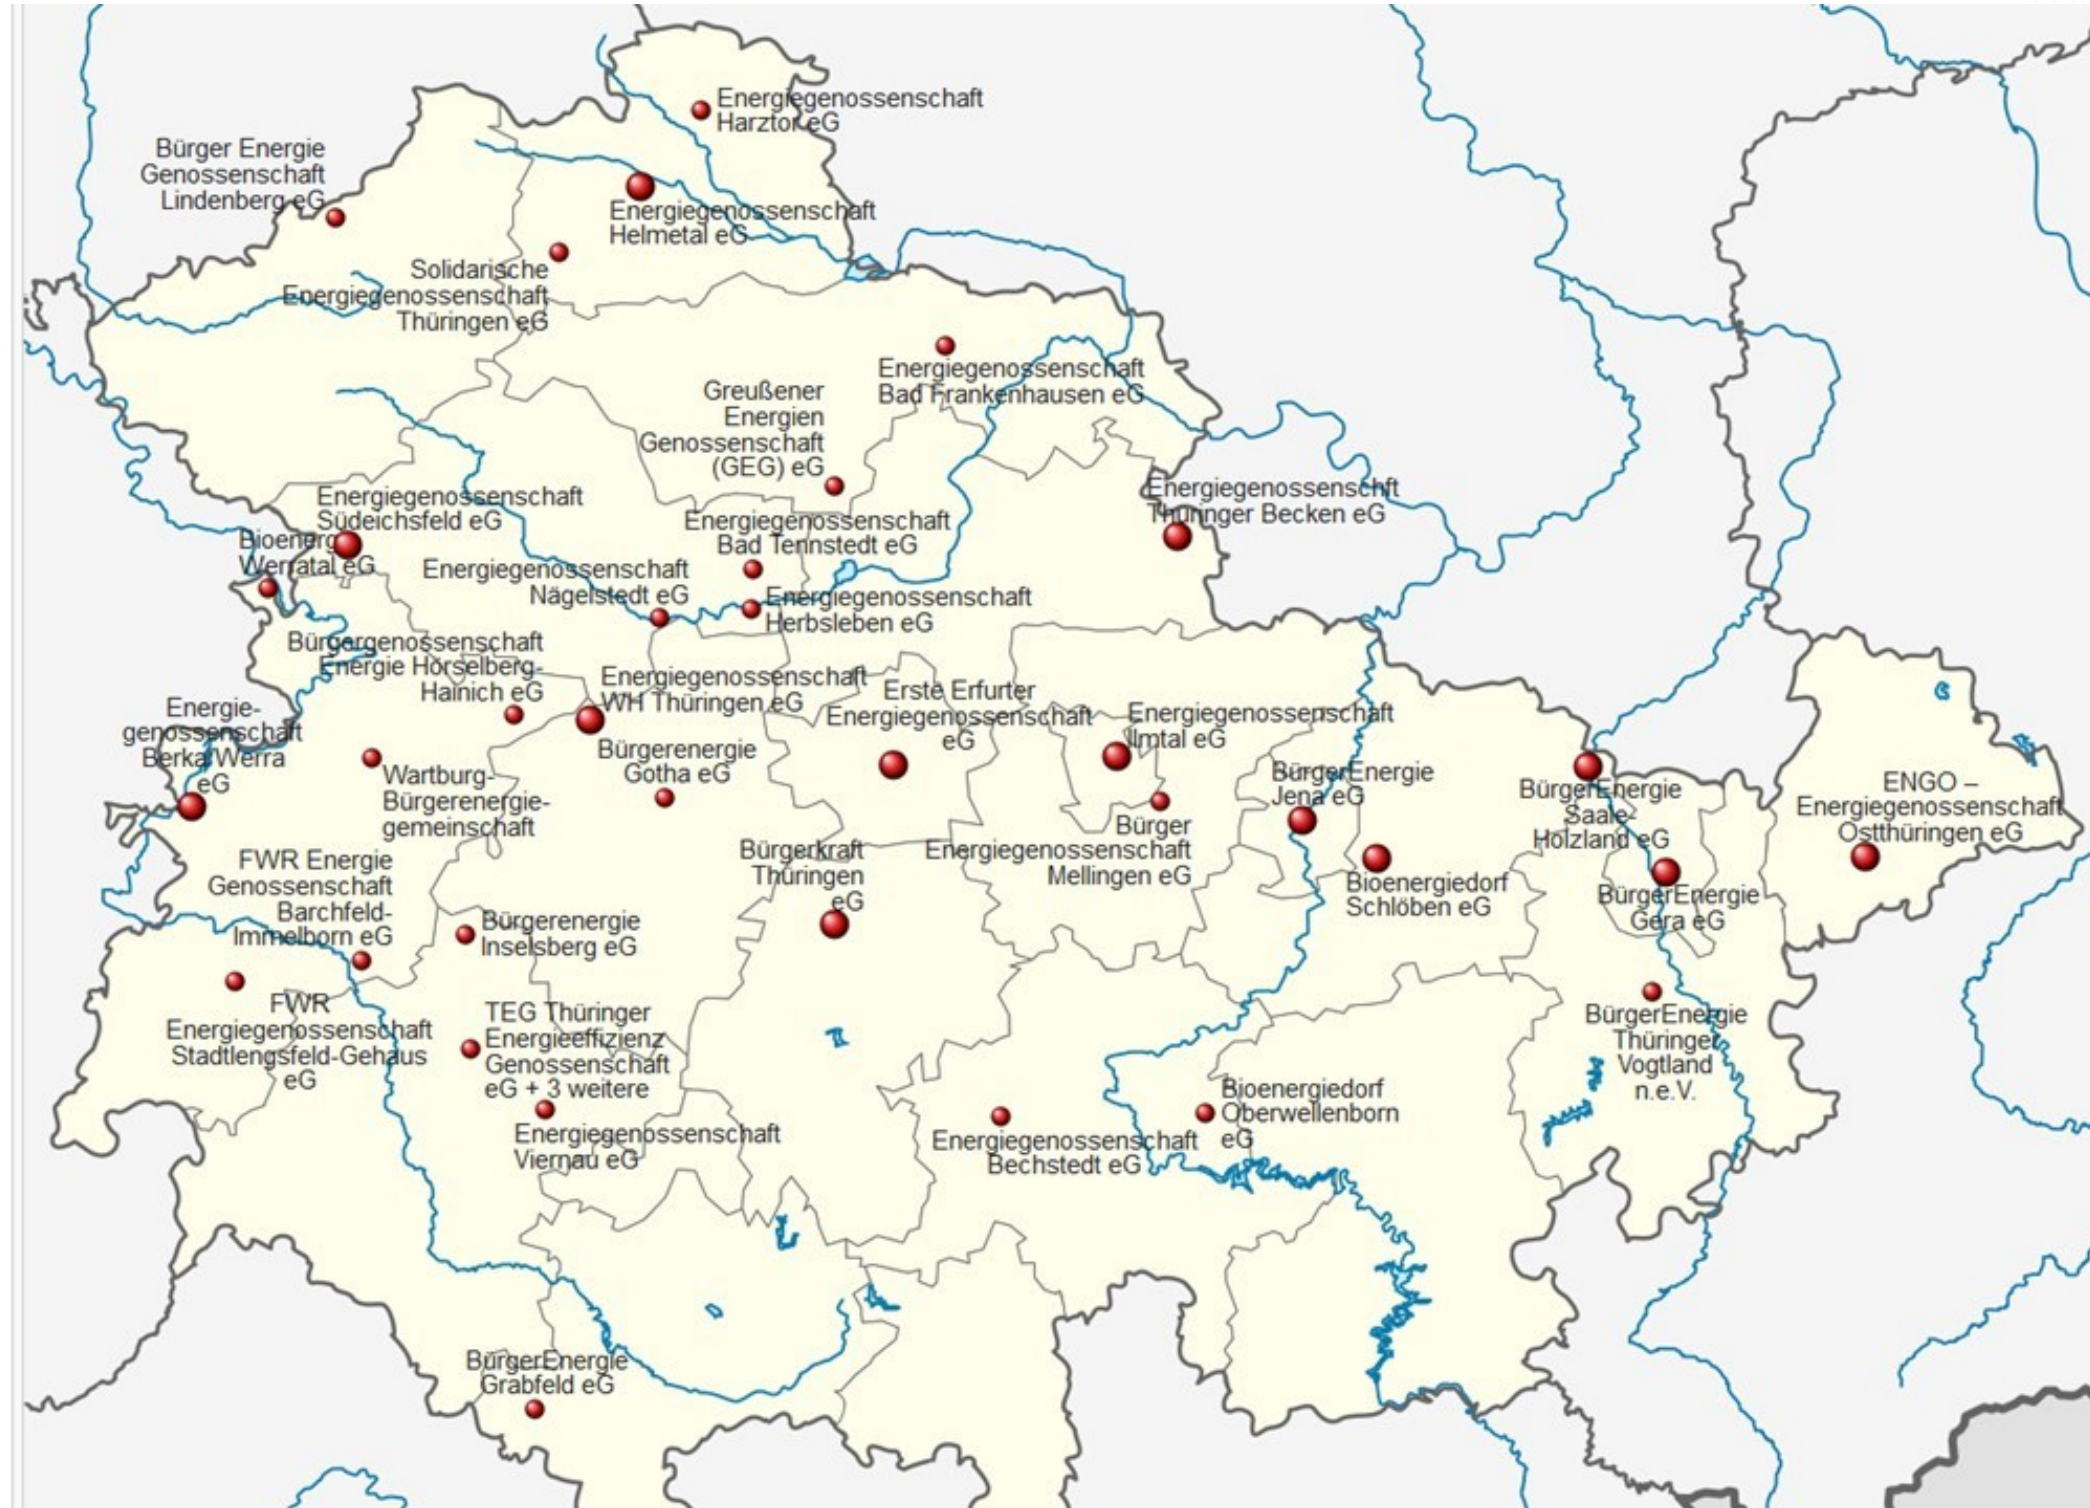 Energiegenossenschaft
Harztor eG
Bürger Energie
Genossenschaft
Lindenberg eG
Energiegenossenschaft
Helmetal eG
Solidarische
Energiegenossenschaft
Thüringen eG
Energiegenossenschaft
Bad Frankenhausen eG
Greußener
Energien
Genossenschaft
(GEG) eG
Energiegenossenschft
Thüringer Becken eG
Energiegenossenschaft
Südeichsfeld eG
Bioenerg
Werratal eG
Energiegenossenschaft
Bad Tennstedt eG
Energiegenossenschaft
Nägelstedt eG
Energiegenossenschaft
Herbsleben eG
Bürgergenossenschaft
Energie Hörselberg-
Hainich eG
Energiegenossenschaft
WH Thüringen eG
Erste Erfurter
Energiegenossenschaft
eG
Energiegenossenschaft
Ilmtal eG
Energie-
genossenschaft
Berka/Werra
eG
Wartburg-
Bürgerenergie-
gemeinschaft
Bürgerenergie
Gotha eG
BürgerEnergie
Jena eG
BürgerEnergie
Saale-
Holzland eG
ENGO –
Energiegenossenschaft
Ostthüringen eG
Bürger
Energiegenossenschaft
Mellingen eG
Bürgerkraft
Thüringen
eG
FWR Energie
Genossenschaft
Barchfeld-
Immelborn eG
Bioenergiedorf
Schlöben eG
BürgerEnergie
Gera eG
Bürgerenergie
Inselsberg eG
FWR
Energiegenossenschaft
Stadtlengsfeld-Gehaus
eG
TEG Thüringer
Energieeffizienz
Genossenschaft
eG + 3 weitere
BürgerEnergie
Thüringer
Vogtland
n.e.V.
Energiegenossenschaft
Viernau eG
Energiegenossenschaft
Bechstedt eG
Bioenergiedorf
Oberwellenborn
eG
BürgerEnergie
Grabfeld eG